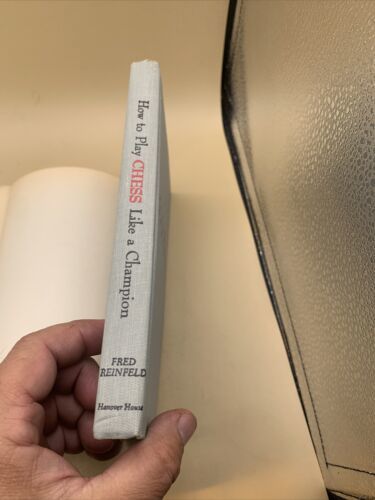 How to Play CHESS Like a Champion
FRED
REINFELD
Hanover House